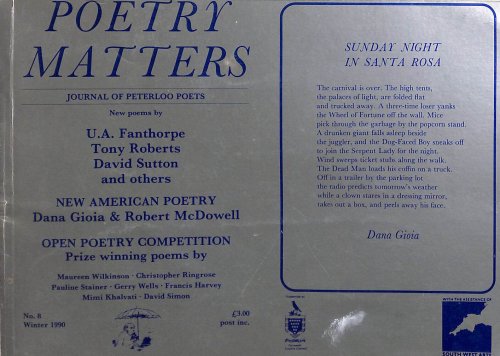 POETRY
MATTERS
JOURNAL OF PETERLOO POETS
New poems by
U.A. Fanthorpe
Tony Roberts
David Sutton
and others
NEW AMERICAN POETRY
Dana Gioia & Robert McDowell
OPEN POETRY COMPETITION
Prize winning poems by
Maureen Wilkinson · Christopher Ringrose
Pauline Stainer · Gerry Wells · Francis Harvey
Mimi Khalvati · David Simon
No. 8
Winter 1990
£3.00
post inc.
SUNDAY NIGHT
IN SANTA ROSA
The carnival is over. The high tents,
the palaces of light, are folded flat
and trucked away. A three-time loser yanks
the Wheel of Fortune off the wall. Mice
pick through the garbage by the popcorn stand.
A drunken giant falls asleep beside
the juggler, and the Dog-Faced Boy sneaks off
to join the Serpent Lady for the night.
Wind sweeps ticket stubs along the walk.
The Dead Man loads his coffin on a truck.
Off in a trailer by the parking lot
the radio predicts tomorrow's weather
while a clown stares in a dressing mirror,
takes out a box, and peels away his face.
Dana Gioia
WITH THE ASSISTANCE OF
SOUTH WEST